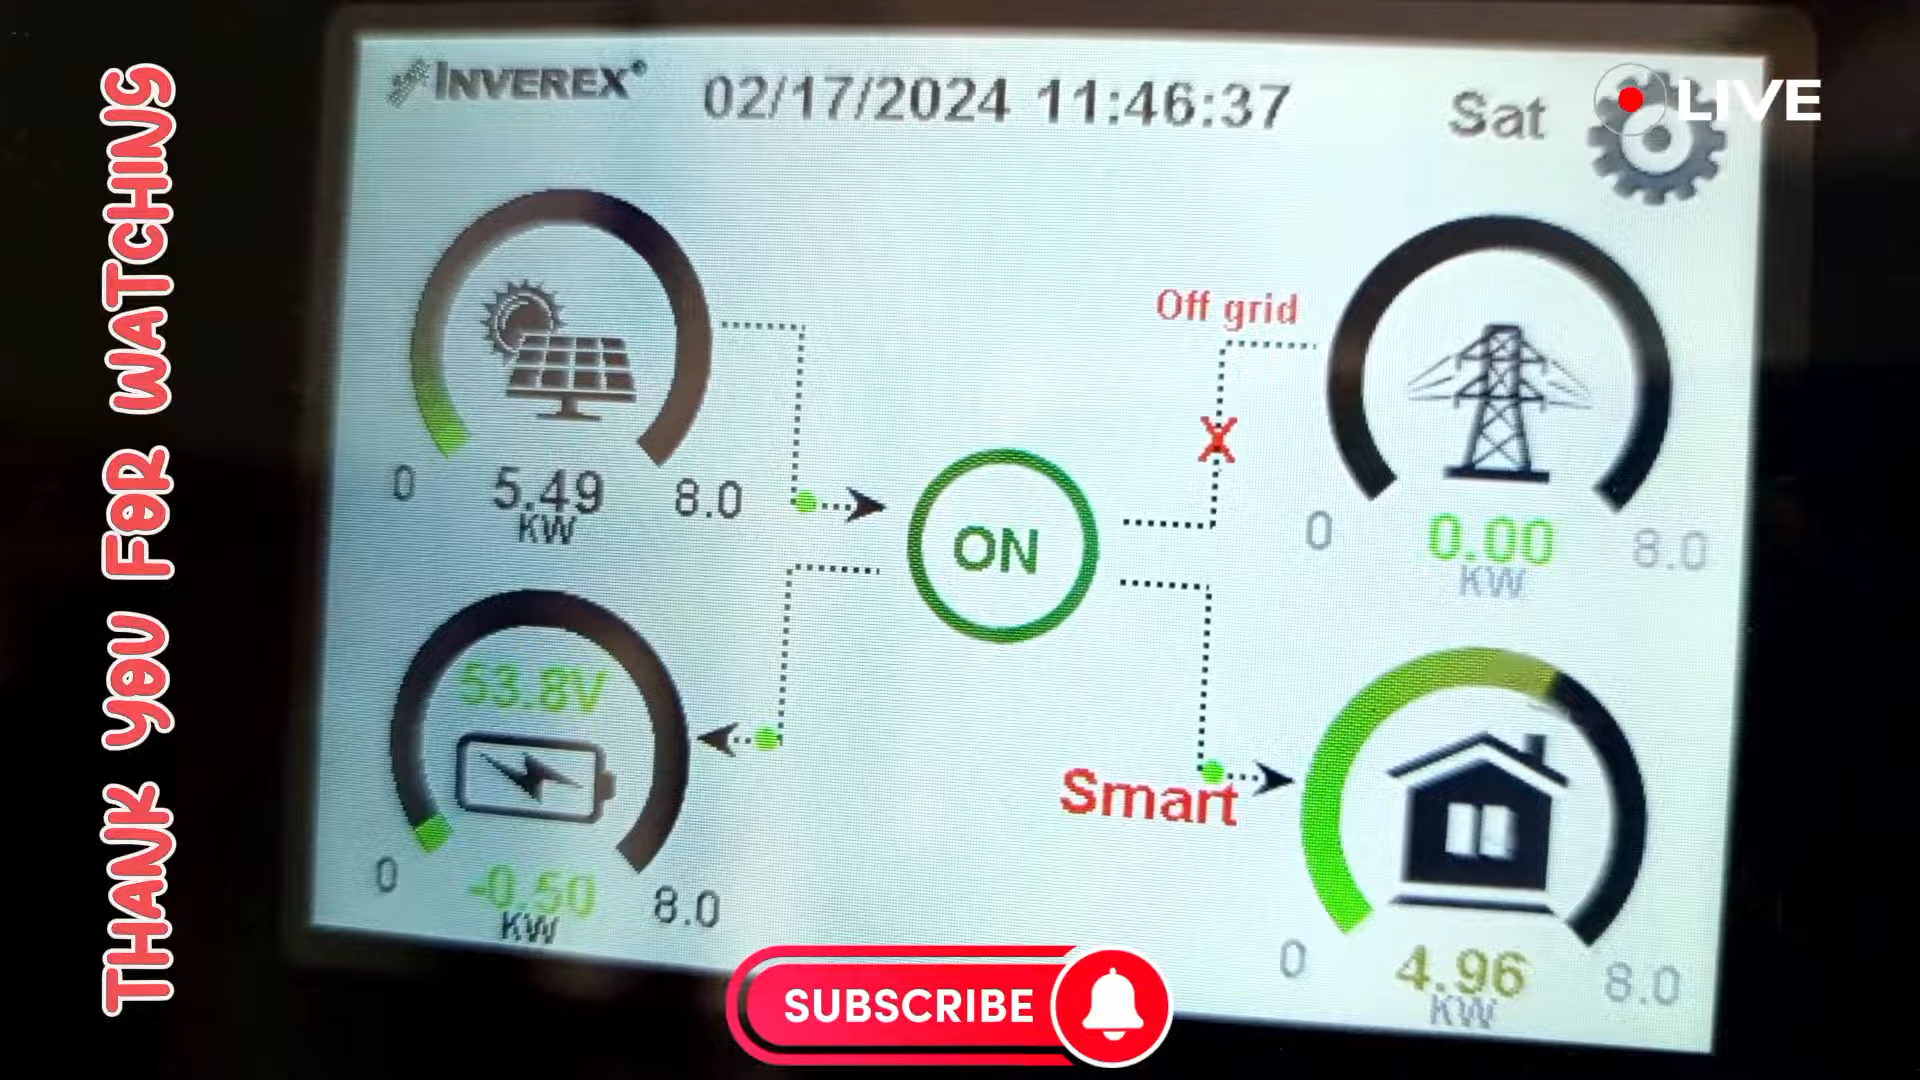 THANK YOU FOR WATCHING
INVEREX®
02/17/2024 11:46:37
Sat
LIVE
0
5.49
KW
8.0
Off grid
X
0
0.00
KW
8.0
ON
53.8V
0
-0.50
KW
8.0
Smart
0
4.96
KW
8.0
SUBSCRIBE